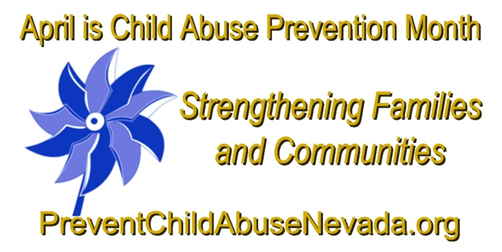 April is Child Abuse Prevention Month
Strengthening Families
and Communities
PreventChildAbuseNevada.org